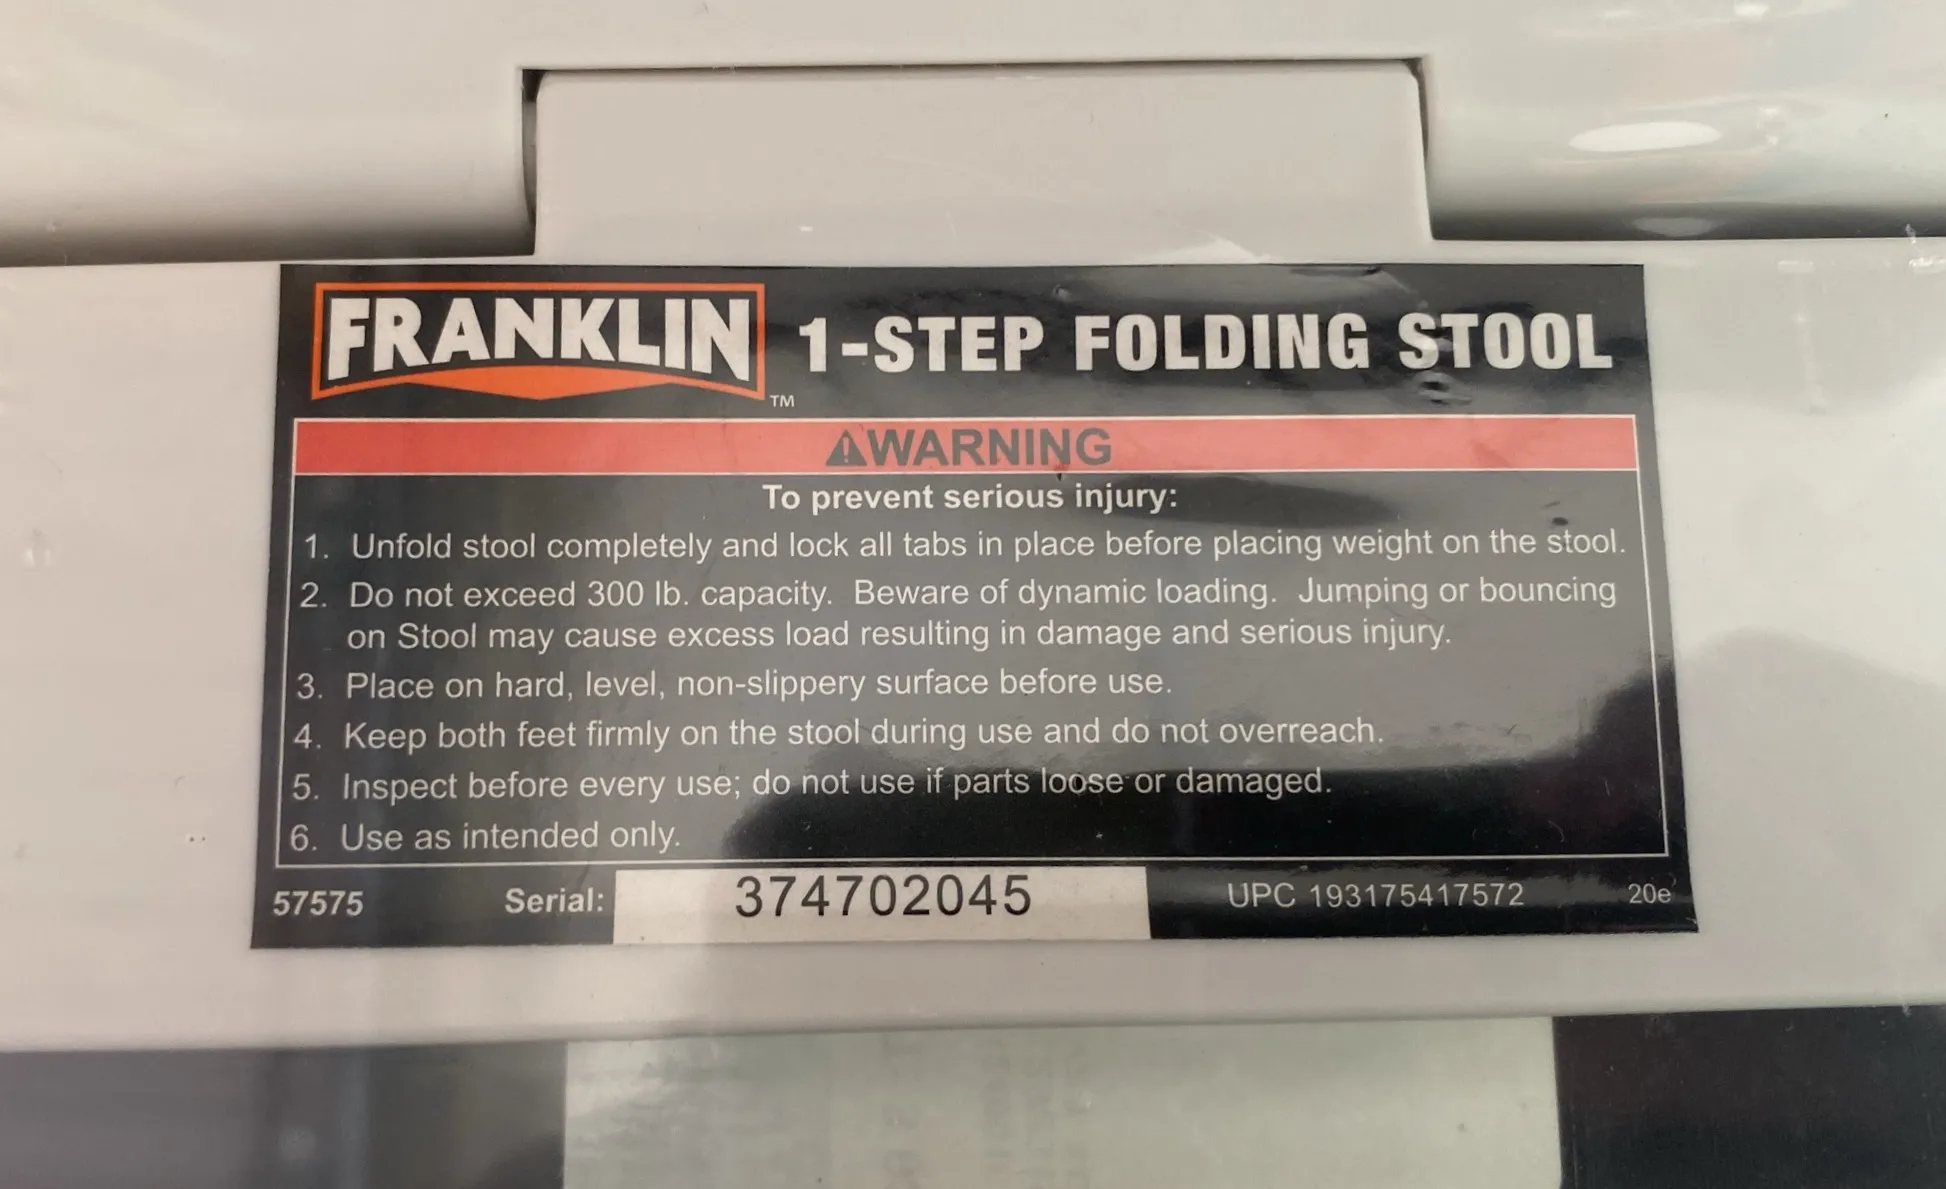 FRANKLIN™ 1-STEP FOLDING STOOL
⚠WARNING
To prevent serious injury:
1. Unfold stool completely and lock all tabs in place before placing weight on the stool.
2. Do not exceed 300 lb. capacity. Beware of dynamic loading. Jumping or bouncing
on Stool may cause excess load resulting in damage and serious injury.
3. Place on hard, level, non-slippery surface before use.
4. Keep both feet firmly on the stool during use and do not overreach.
5. Inspect before every use; do not use if parts loose or damaged.
6. Use as intended only.
57575 Serial: 374702045 UPC 193175417572 20e